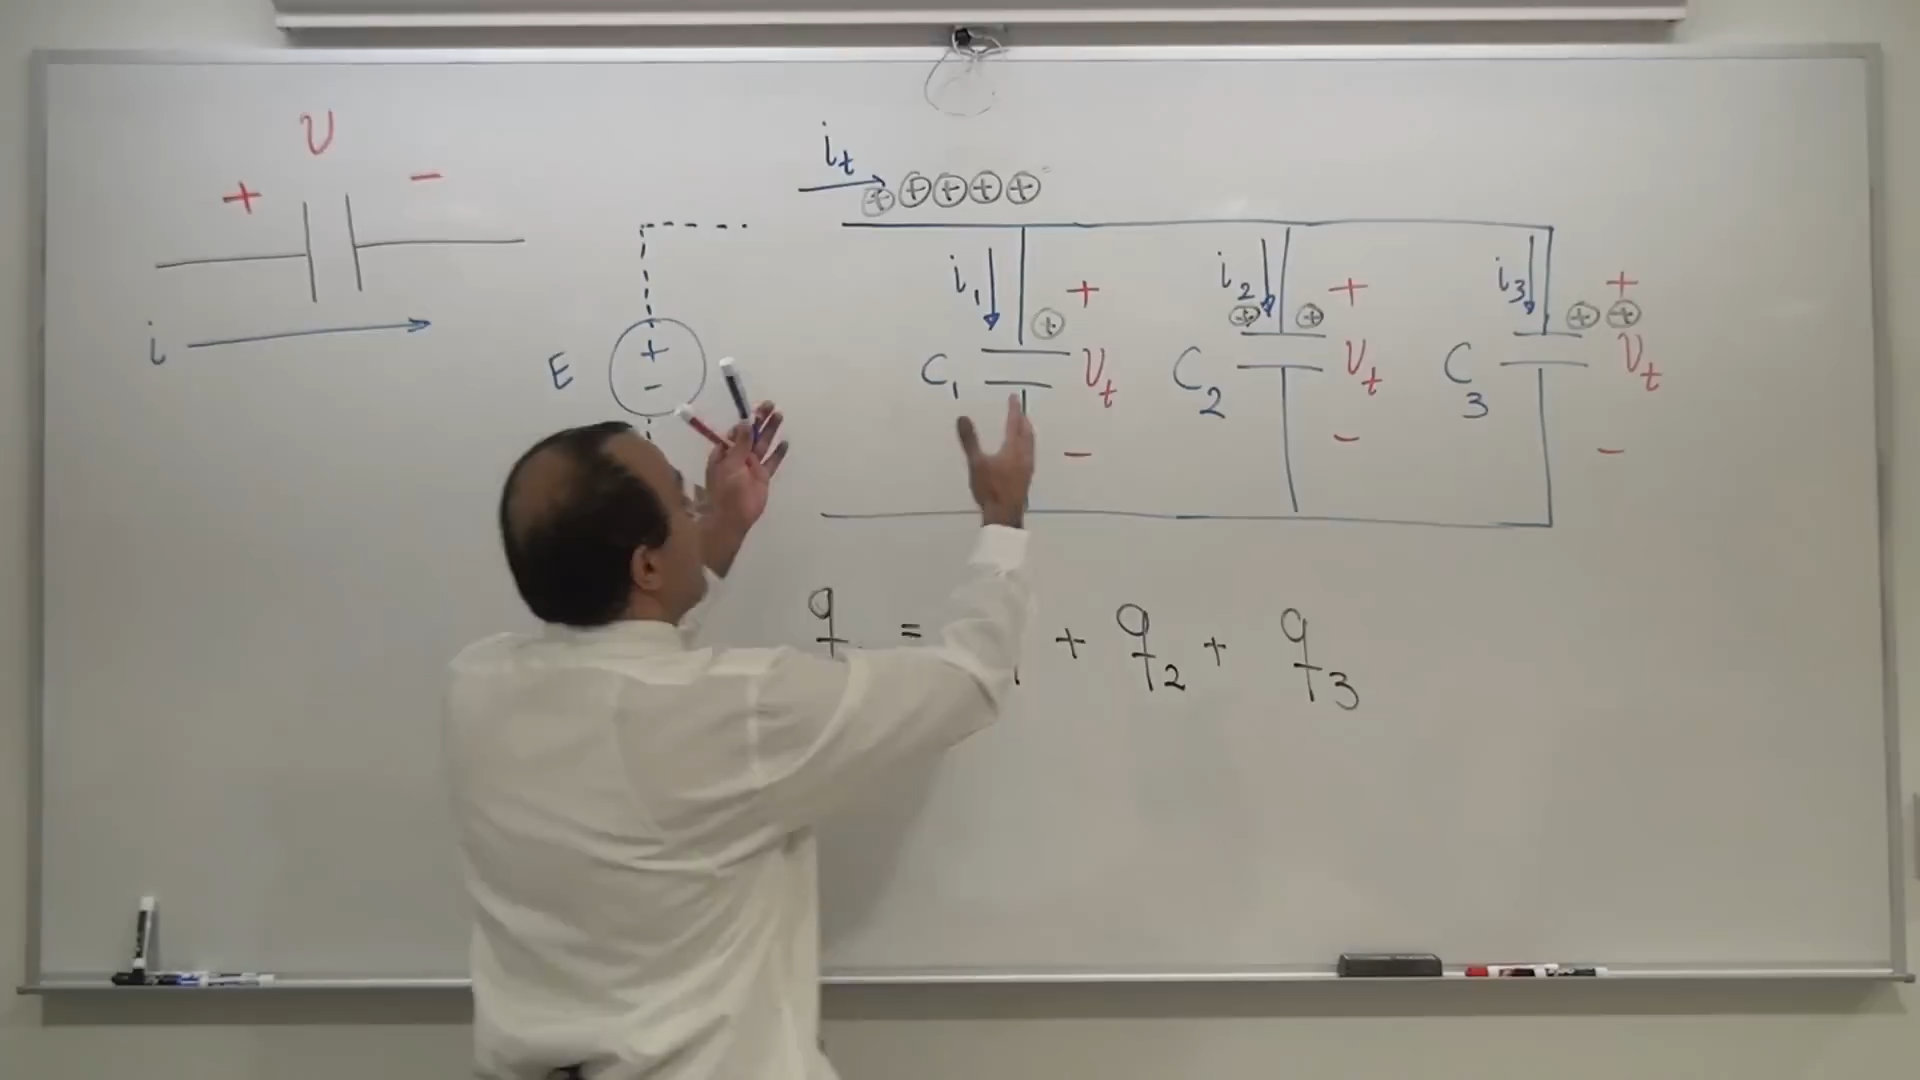 V
+ -
i
E
+
-
i_t
+ + + + +
i_1 + i_2 + i_3 +
+ + + + +
C_1 V_t C_2 V_t C_3 V_t
- - -
q = + q_2 + q_3